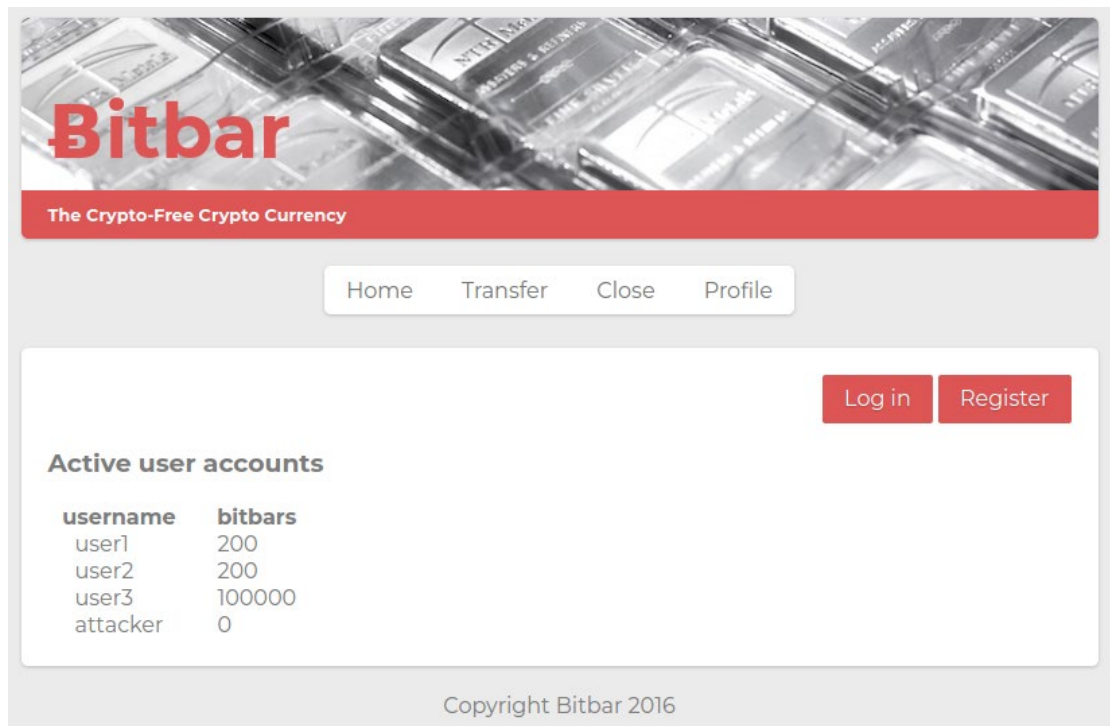 Ƀitbar
The Crypto-Free Crypto Currency
Home Transfer Close Profile
Log in Register
Active user accounts
username bitbars
user1 200
user2 200
user3 100000
attacker 0
Copyright Bitbar 2016